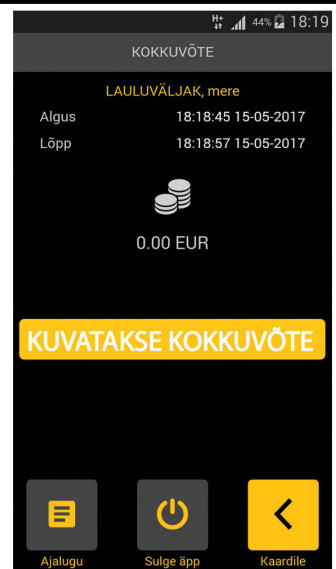 H+ 44% 18:19
KOKKUVÕTE
LAULUVÄLJAK, mere
Algus 18:18:45 15-05-2017
Lõpp 18:18:57 15-05-2017
0.00 EUR
KUVATAKSE KOKKUVÕTE
Ajalugu Sulge äpp Kaardile